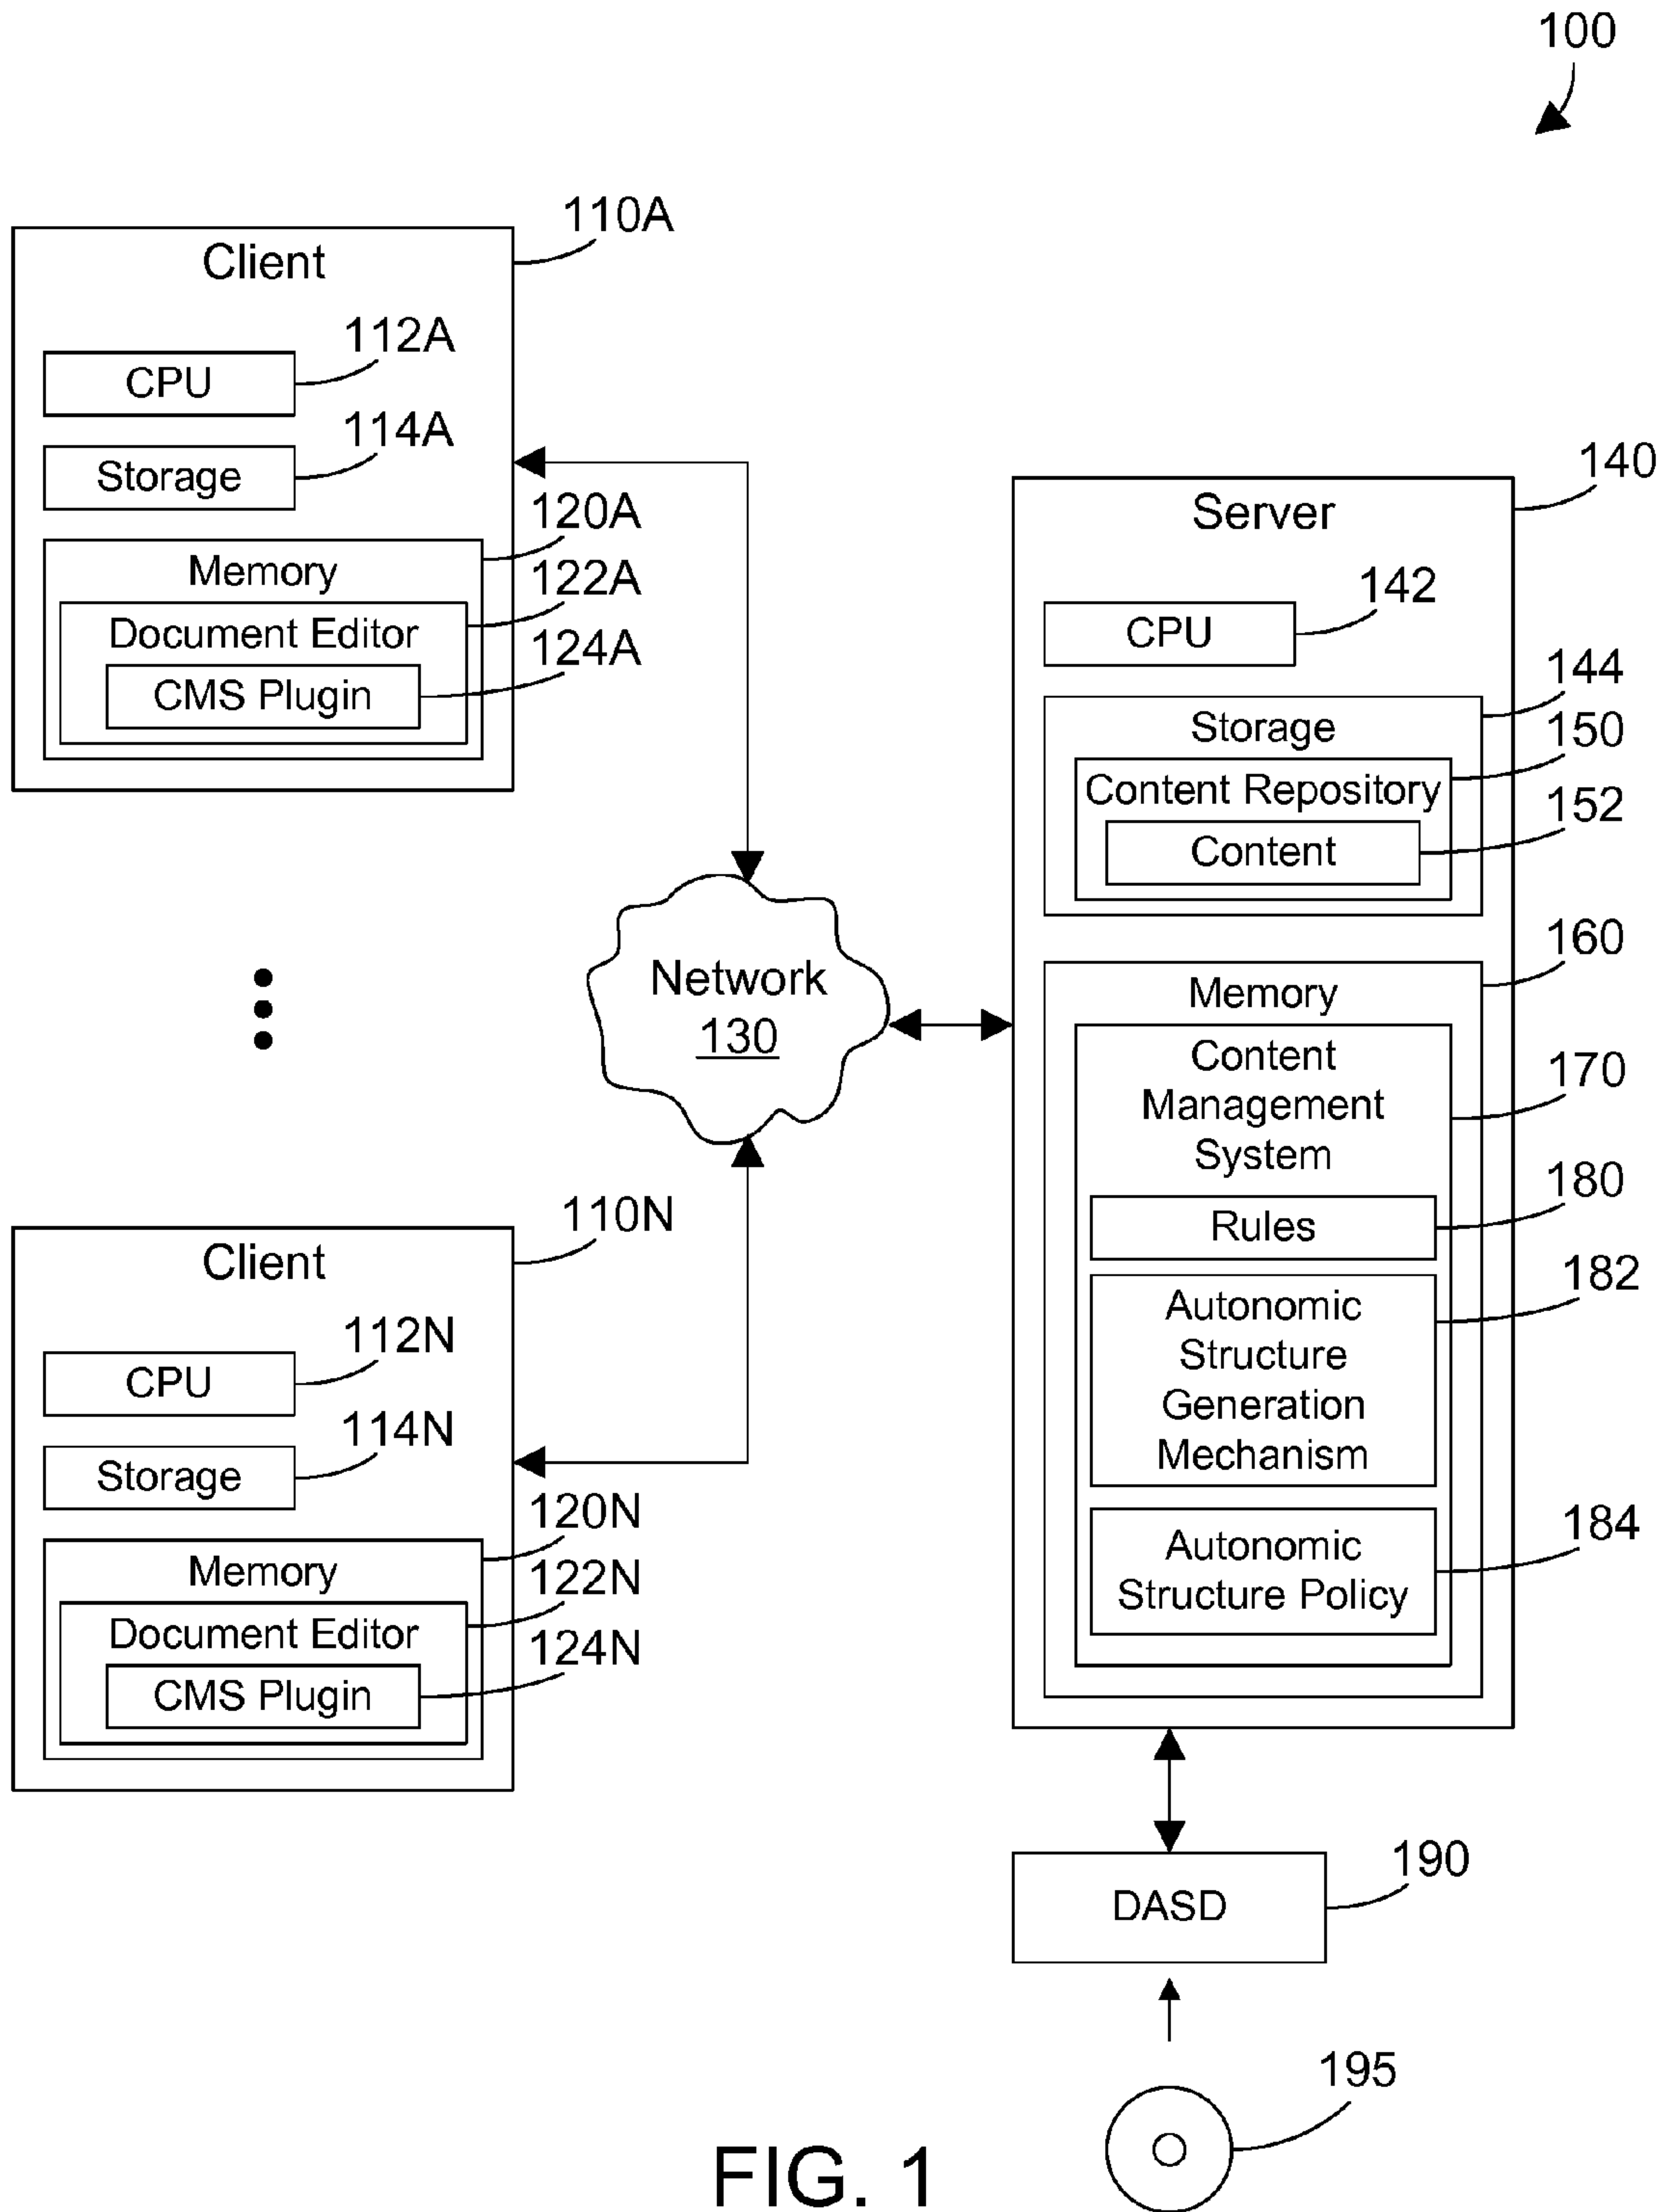 100
110A
Client
112A
CPU
114A
Storage
120A
Memory
122A
Document Editor
124A
CMS Plugin
Network
130
110N
Client
112N
CPU
114N
Storage
120N
Memory
122N
Document Editor
124N
CMS Plugin
140
Server
142
CPU
144
Storage
150
Content Repository
152
Content
160
Memory
Content
Management
System
170
180
Rules
182
Autonomic
Structure
Generation
Mechanism
184
Autonomic
Structure Policy
190
DASD
195
FIG. 1